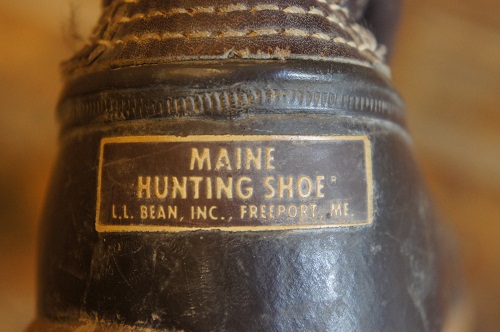 MAINE
HUNTING SHOE®
L.L. BEAN, INC., FREEPORT, ME.